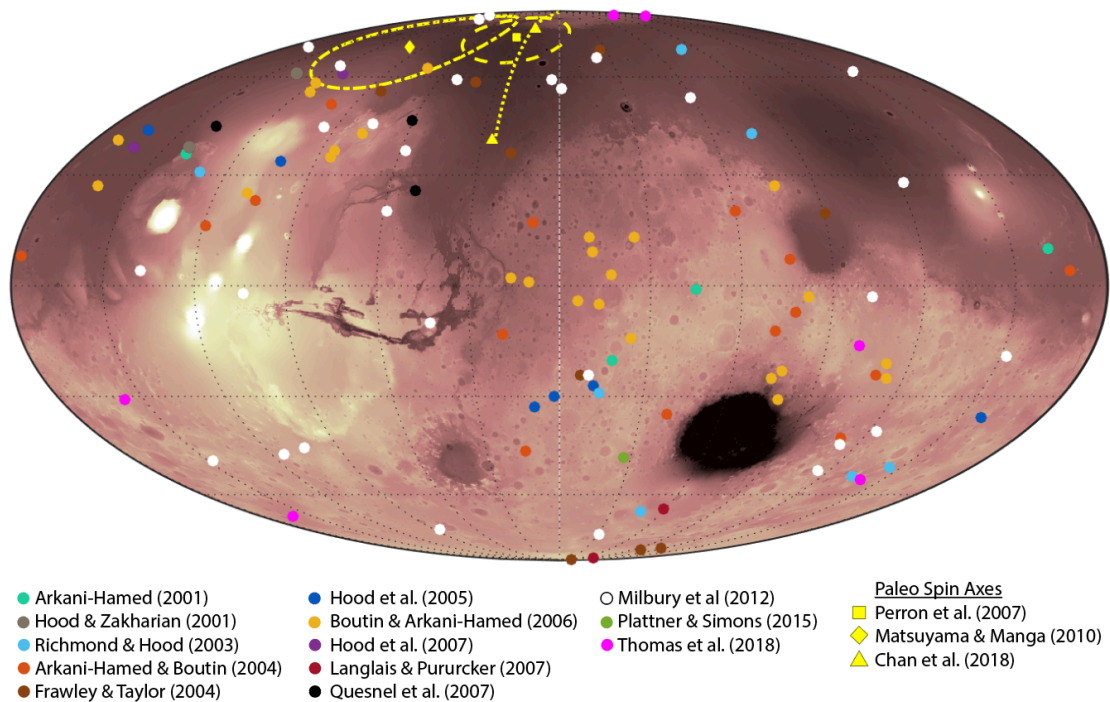 Arkani-Hamed (2001)
Hood & Zakharian (2001)
Richmond & Hood (2003)
Arkani-Hamed & Boutin (2004)
Frawley & Taylor (2004)
Hood et al. (2005)
Boutin & Arkani-Hamed (2006)
Hood et al. (2007)
Langlais & Pururcker (2007)
Quesnel et al. (2007)
Milbury et al (2012)
Plattner & Simons (2015)
Thomas et al. (2018)
Paleo Spin Axes
Perron et al. (2007)
Matsuyama & Manga (2010)
Chan et al. (2018)